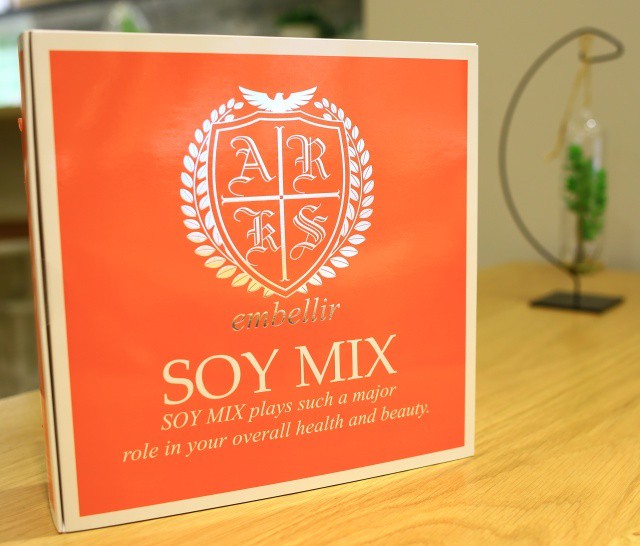 A R
K S
embellir
SOY MIX
SOY MIX plays such a major
role in your overall health and beauty.